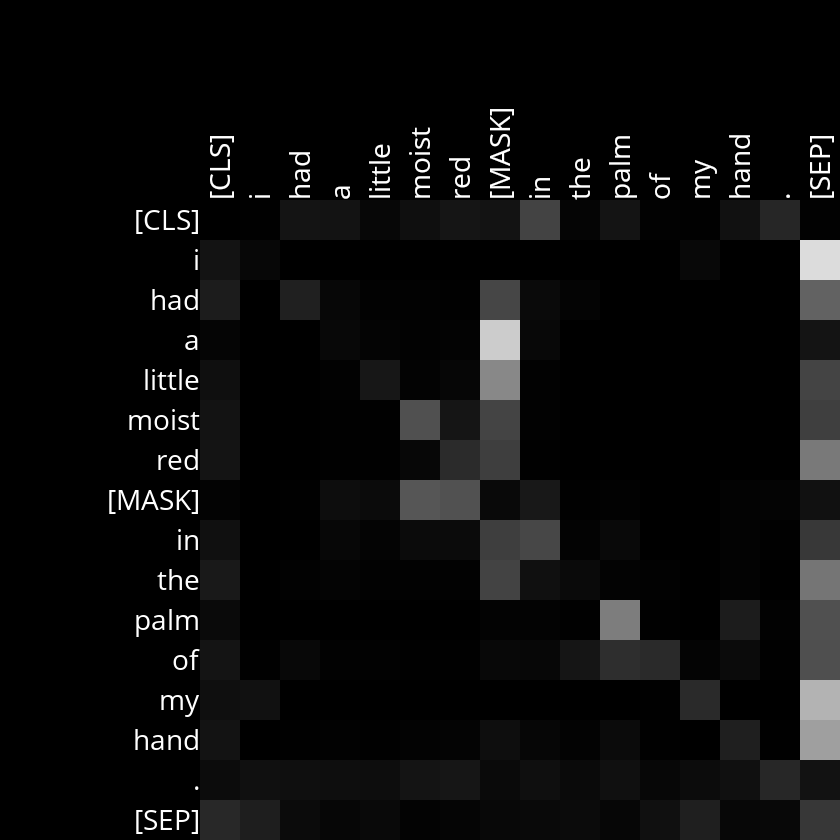 [CLS] i had a little moist red [MASK] in the palm of my hand . [SEP]
[CLS]
i
had
a
little
moist
red
[MASK]
in
the
palm
of
my
hand
.
[SEP]